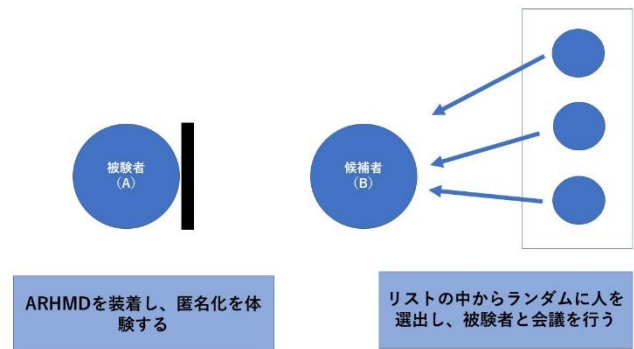 被験者
（A）
候補者
（B）
ARHMDを装着し、匿名化を体
験する
リストの中からランダムに人を
選出し、被験者と会議を行う